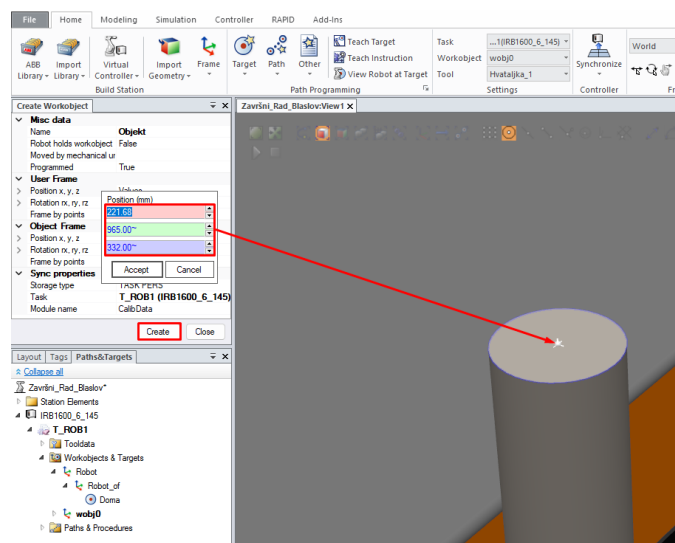 File Home Modeling Simulation Controller RAPID Add-Ins
ABB Library
Import Library
Virtual Controller
Import Geometry
Frame
Build Station
Target
Path
Other
Teach Target
Teach Instruction
View Robot at Target
Path Programming
Task ...1(IRB1600_6_145)
Workobject wobj0
Tool Hvataljka_1
Settings
Synchronize
Controller
World
Fr
Create Workobject
Misc data
Name Objekt
Robot holds workobject False
Moved by mechanical ur
Programmed True
User Frame
Position x, y, z Values
Rotation rx, ry, rz
Frame by points
Object Frame
Position x, y, z
Rotation rx, ry, rz
Frame by points
Sync properties
Storage type TASK PERS
Task T_ROB1 (IRB1600_6_145)
Module name CalibData
Position (mm)
221.68
965.00~
332.00~
Accept Cancel
Create Close
Završni_Rad_Blaslov:View1 X
Layout Tags Paths&Targets
Collapse all
Završni_Rad_Blaslov*
Station Elements
IRB1600_6_145
T_ROB1
Tooldata
Workobjects & Targets
Robot
Robot_of
Doma
wobj0
Paths & Procedures